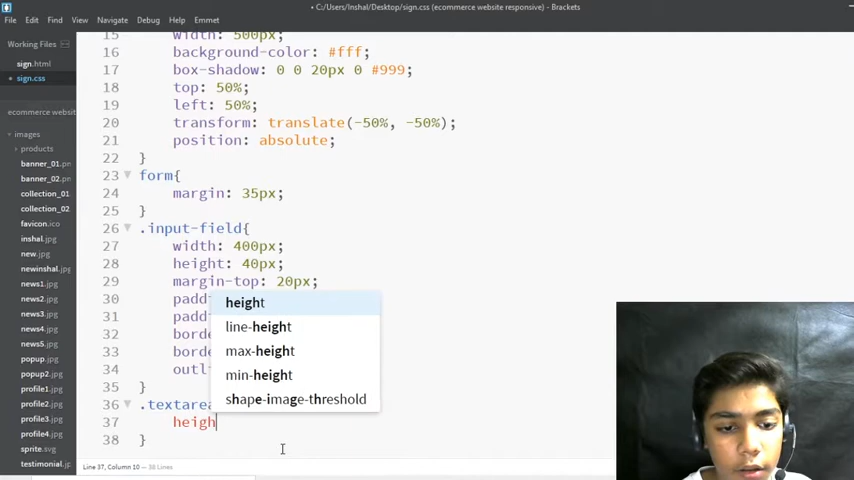 • C:/Users/Inshal/Desktop/sign.css (ecommerce website responsive) - Brackets
File Edit Find View Navigate Debug Help Emmet
Working Files
sign.html
• sign.css
ecommerce websit
images
products
banner_01.pn
banner_02.pn
collection_01
collection_02
favicon.ico
inshal.jpg
new.jpg
newinshal.jpg
news1.jpg
news2.jpg
news3.jpg
news4.jpg
news5.jpg
popup.jpg
popup2.jpg
profile1.jpg
profile2.jpg
profile3.jpg
profile4.jpg
sprite.svg
testimonial.jp
15 width: 500px;
16 background-color: #fff;
17 box-shadow: 0 0 20px 0 #999;
18 top: 50%;
19 left: 50%;
20 transform: translate(-50%, -50%);
21 position: absolute;
22 }
23 form{
24 margin: 35px;
25 }
26 .input-field{
27 width: 400px;
28 height: 40px;
29 margin-top: 20px;
30 padd
31 padd
32 borde
33 borde
34 outl
35 }
36 .textarea
37 heigh
38 }
height
line-height
max-height
min-height
shape-image-threshold
Line 37, Column 10 — 38 Lines